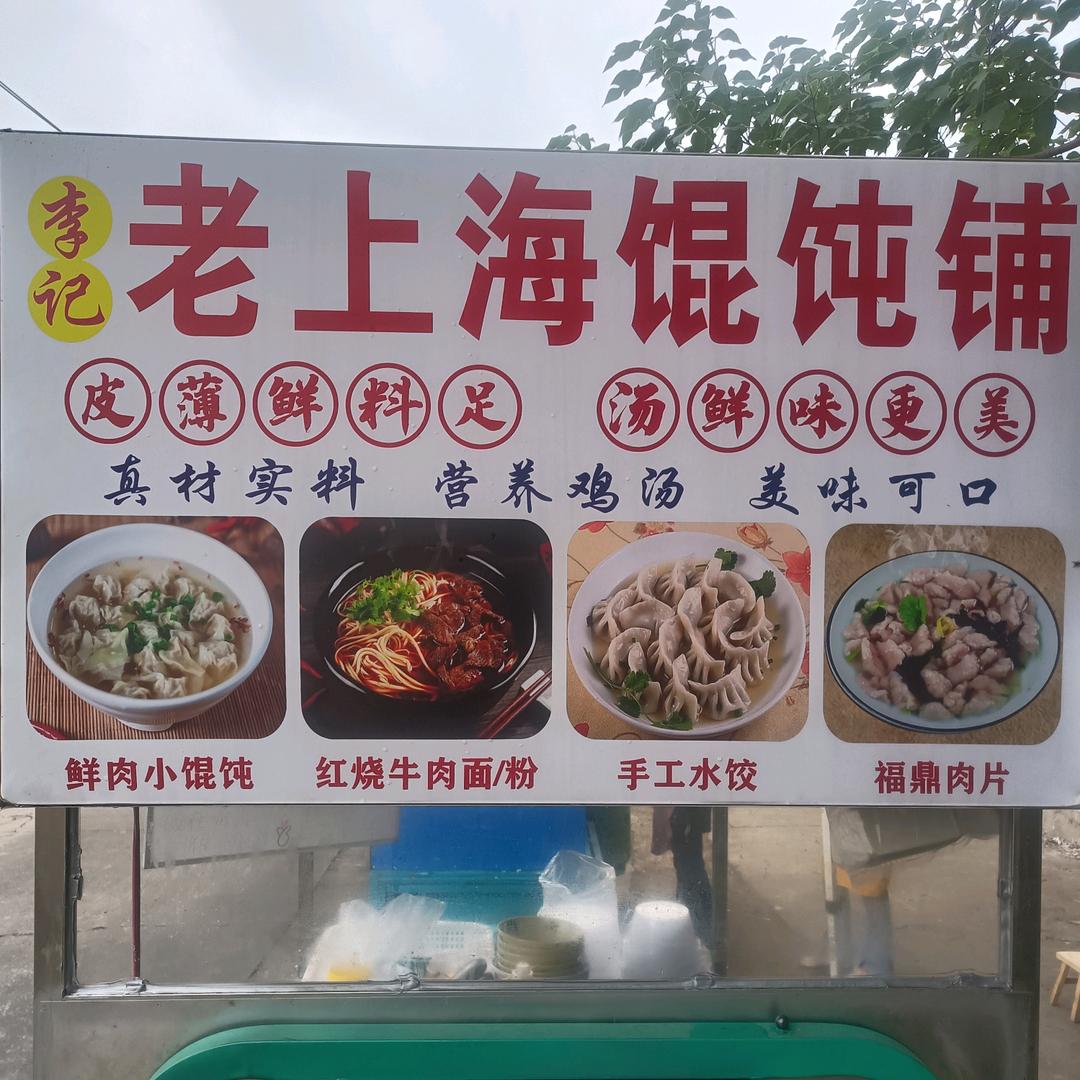 李记
老上海馄饨铺
皮薄鲜料足 汤鲜味更美
真材实料 营养鸡汤 美味可口
鲜肉小馄饨 红烧牛肉面/粉 手工水饺 福鼎肉片